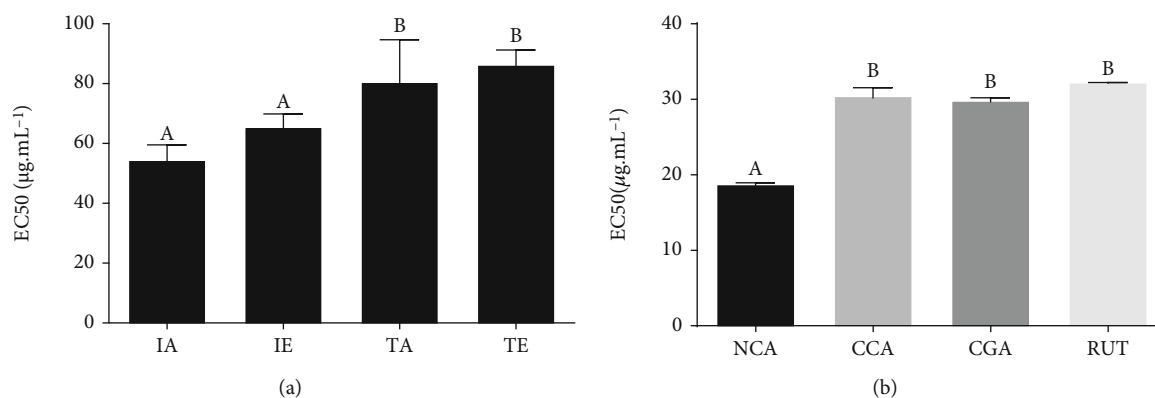 EC50 (μg.mL⁻¹)
100
80
60
40
20
0
A
A
B
B
IA IE TA TE
(a)
EC50(μg.mL⁻¹)
40
30
20
10
0
A
B
B
B
NCA CCA CGA RUT
(b)